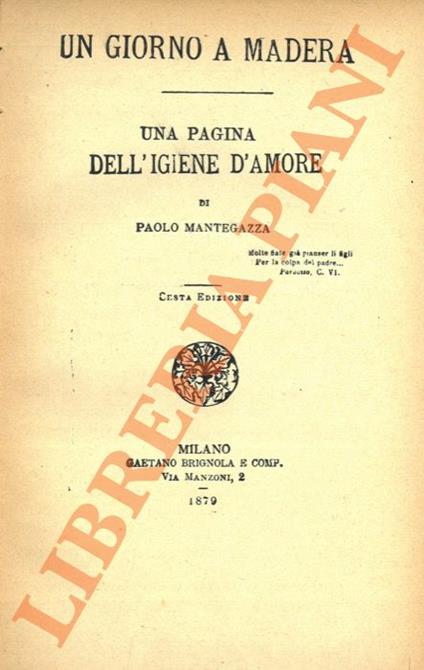 UN GIORNO A MADERA
UNA PAGINA
DELL'IGIENE D'AMORE
DI
PAOLO MANTEGAZZA
Molte fiate già pianser li figli
Per la colpa del padre...
Paradiso, C. VI.
CESTA EDIZIONE
MILANO
GAETANO BRIGNOLA E COMP.
VIA MANZONI, 2
1879
LIBRERIA PIANI